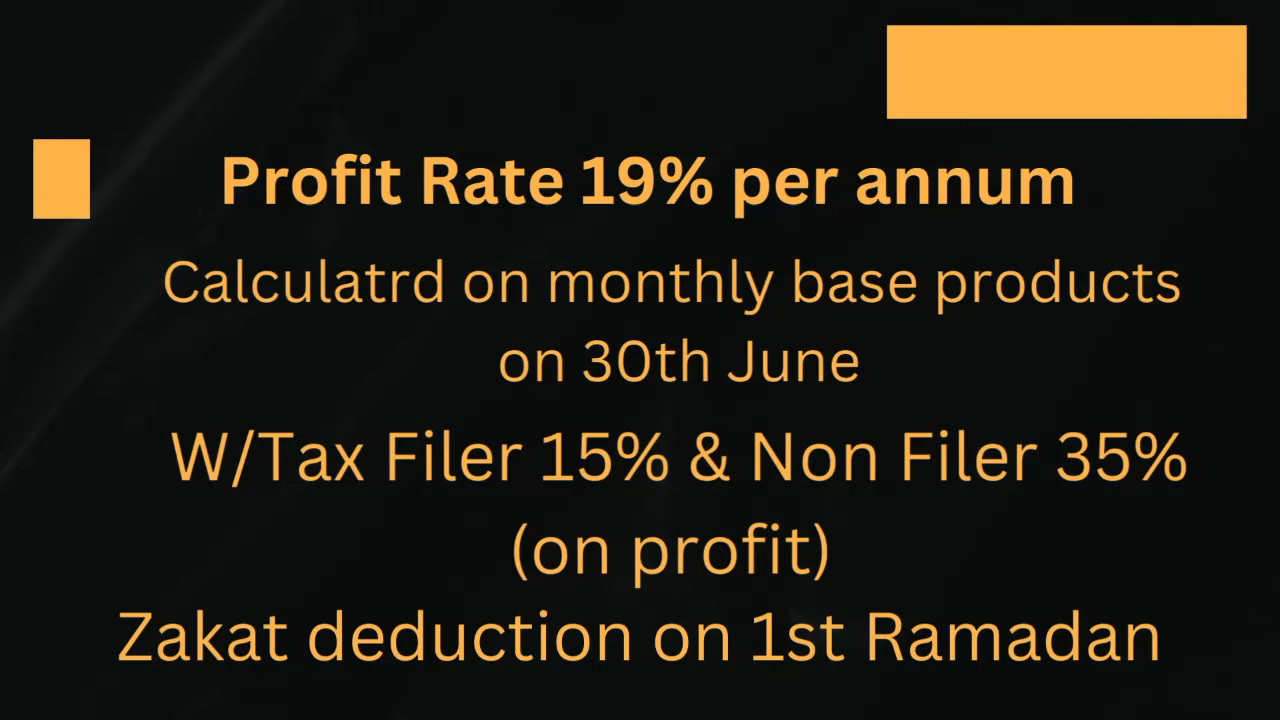 Profit Rate 19% per annum
Calculatrd on monthly base products
on 30th June
W/Tax Filer 15% & Non Filer 35%
(on profit)
Zakat deduction on 1st Ramadan